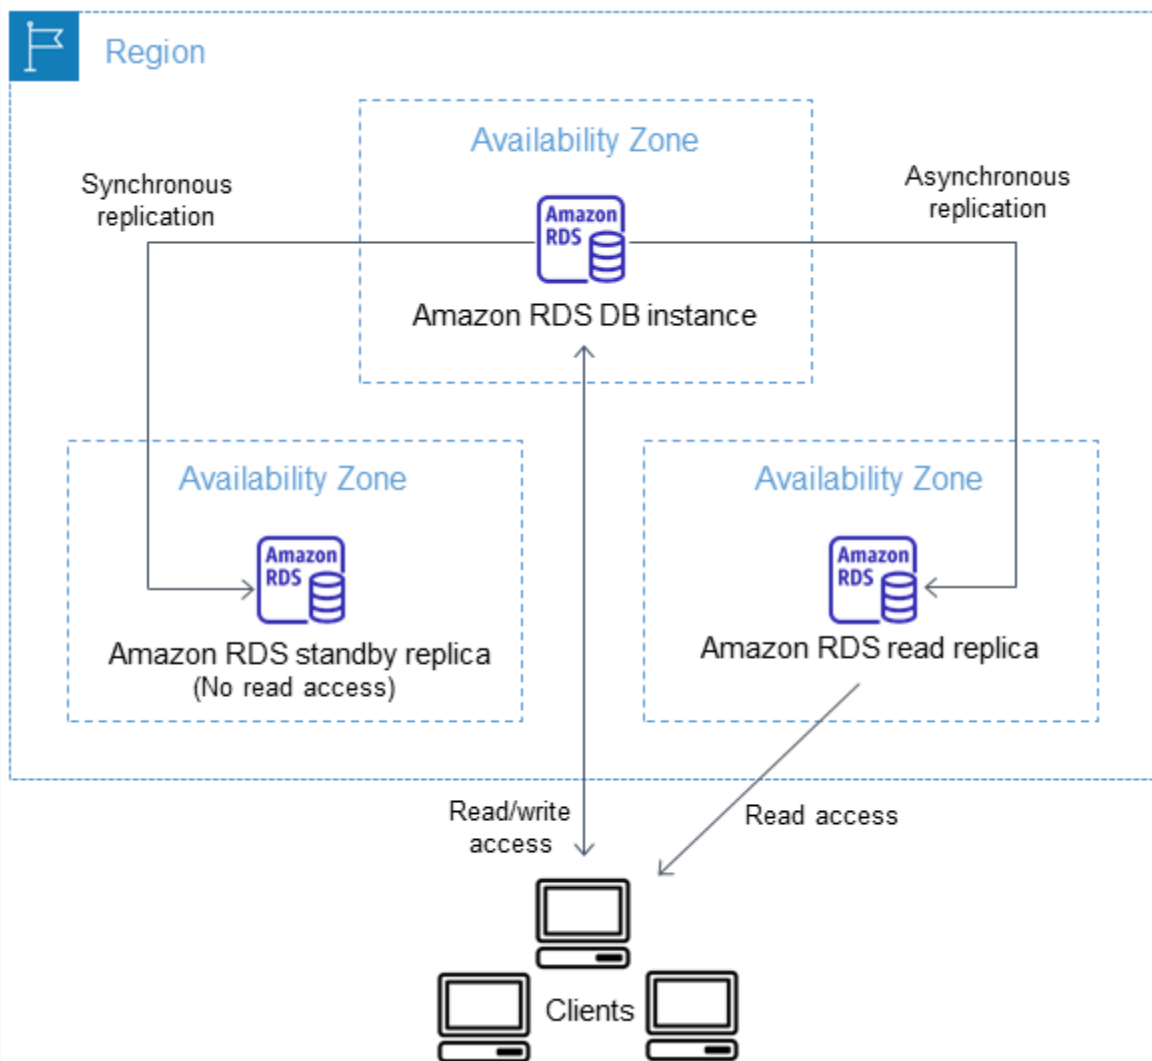 Region
Availability Zone
Synchronous
replication
Asynchronous
replication
Amazon
RDS
Amazon RDS DB instance
Availability Zone
Availability Zone
Amazon
RDS
Amazon RDS standby replica
(No read access)
Amazon
RDS
Amazon RDS read replica
Read/write
access
Read access
Clients